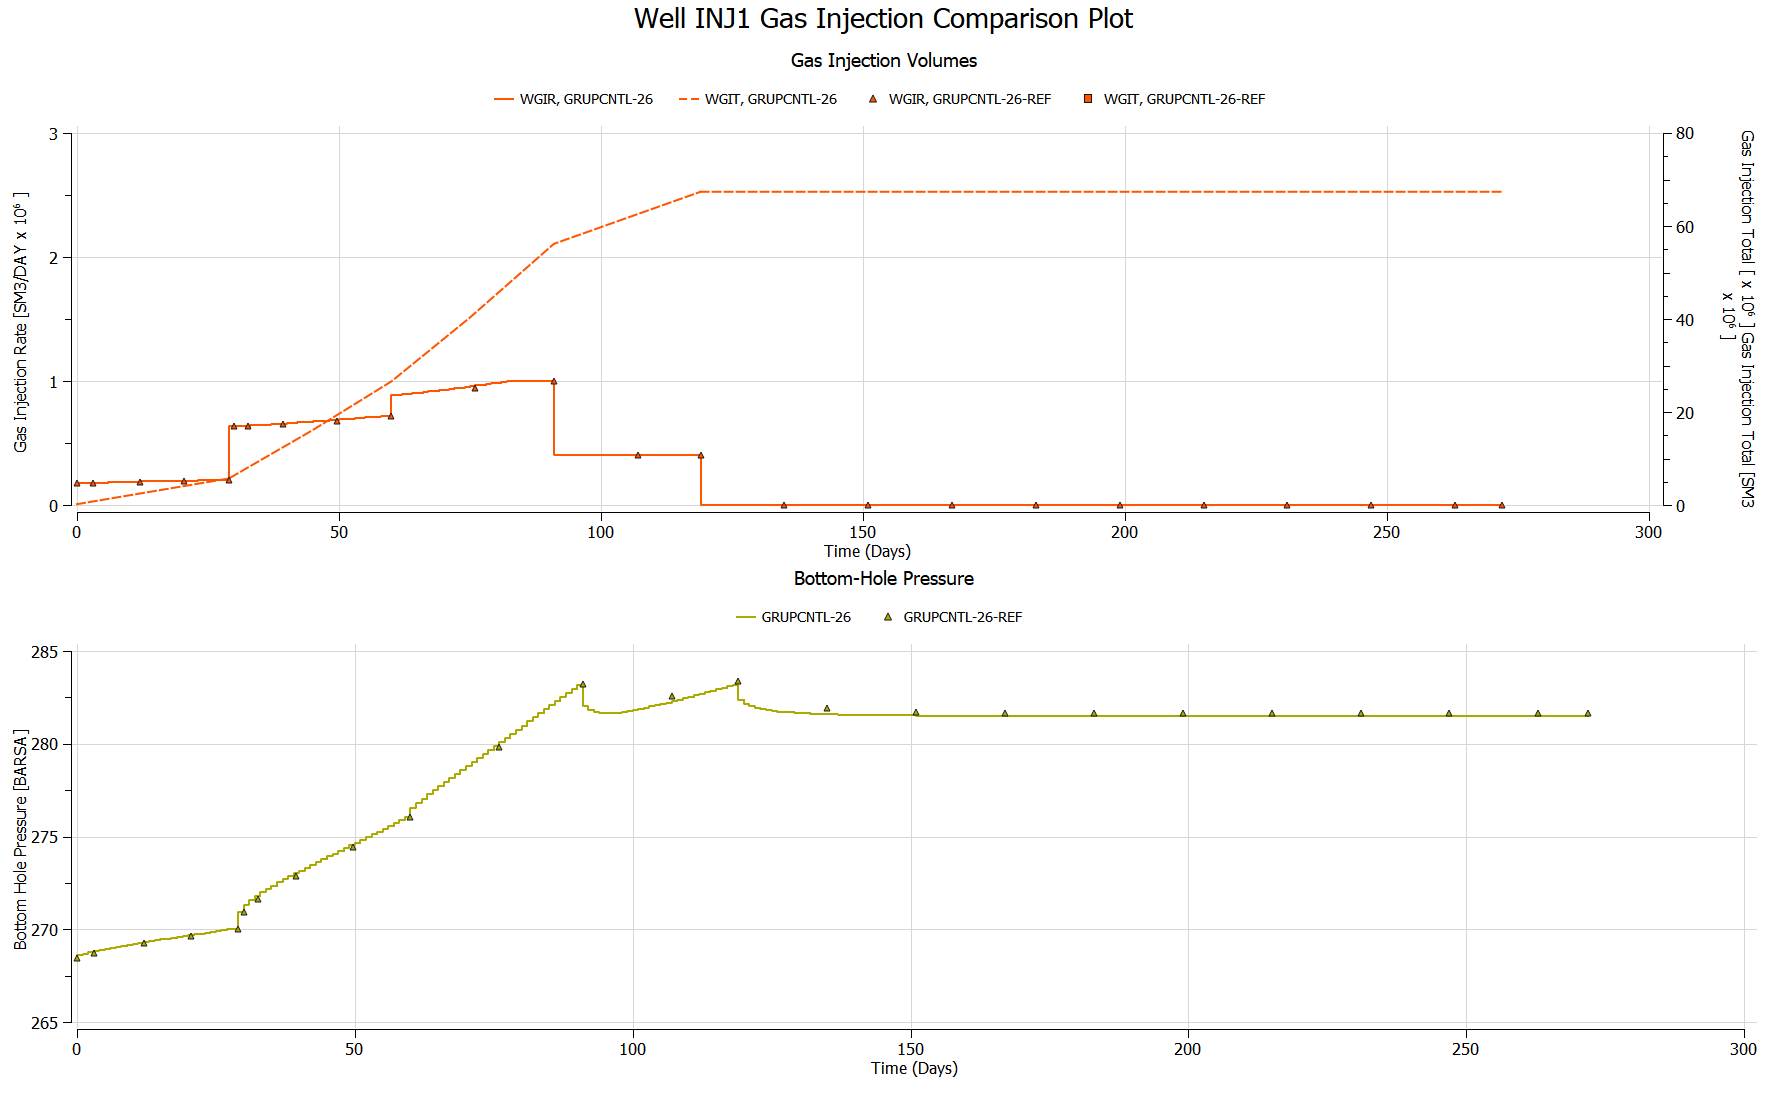 Well INJ1 Gas Injection Comparison Plot
Gas Injection Volumes
WGIR, GRUPCNTL-26 WGIT, GRUPCNTL-26 WGIR, GRUPCNTL-26-REF WGIT, GRUPCNTL-26-REF
Gas Injection Rate [SM3/DAY x 10⁶ ]
3
2
1
0
80
60
40
20
0
Gas Injection Total [ x 10⁶ ] Gas Injection Total [SM3
x 10⁶ ]
0 50 100 150 200 250 300
Time (Days)
Bottom-Hole Pressure
GRUPCNTL-26 GRUPCNTL-26-REF
Bottom Hole Pressure [BARSA]
285
280
275
270
265
0 50 100 150 200 250 300
Time (Days)